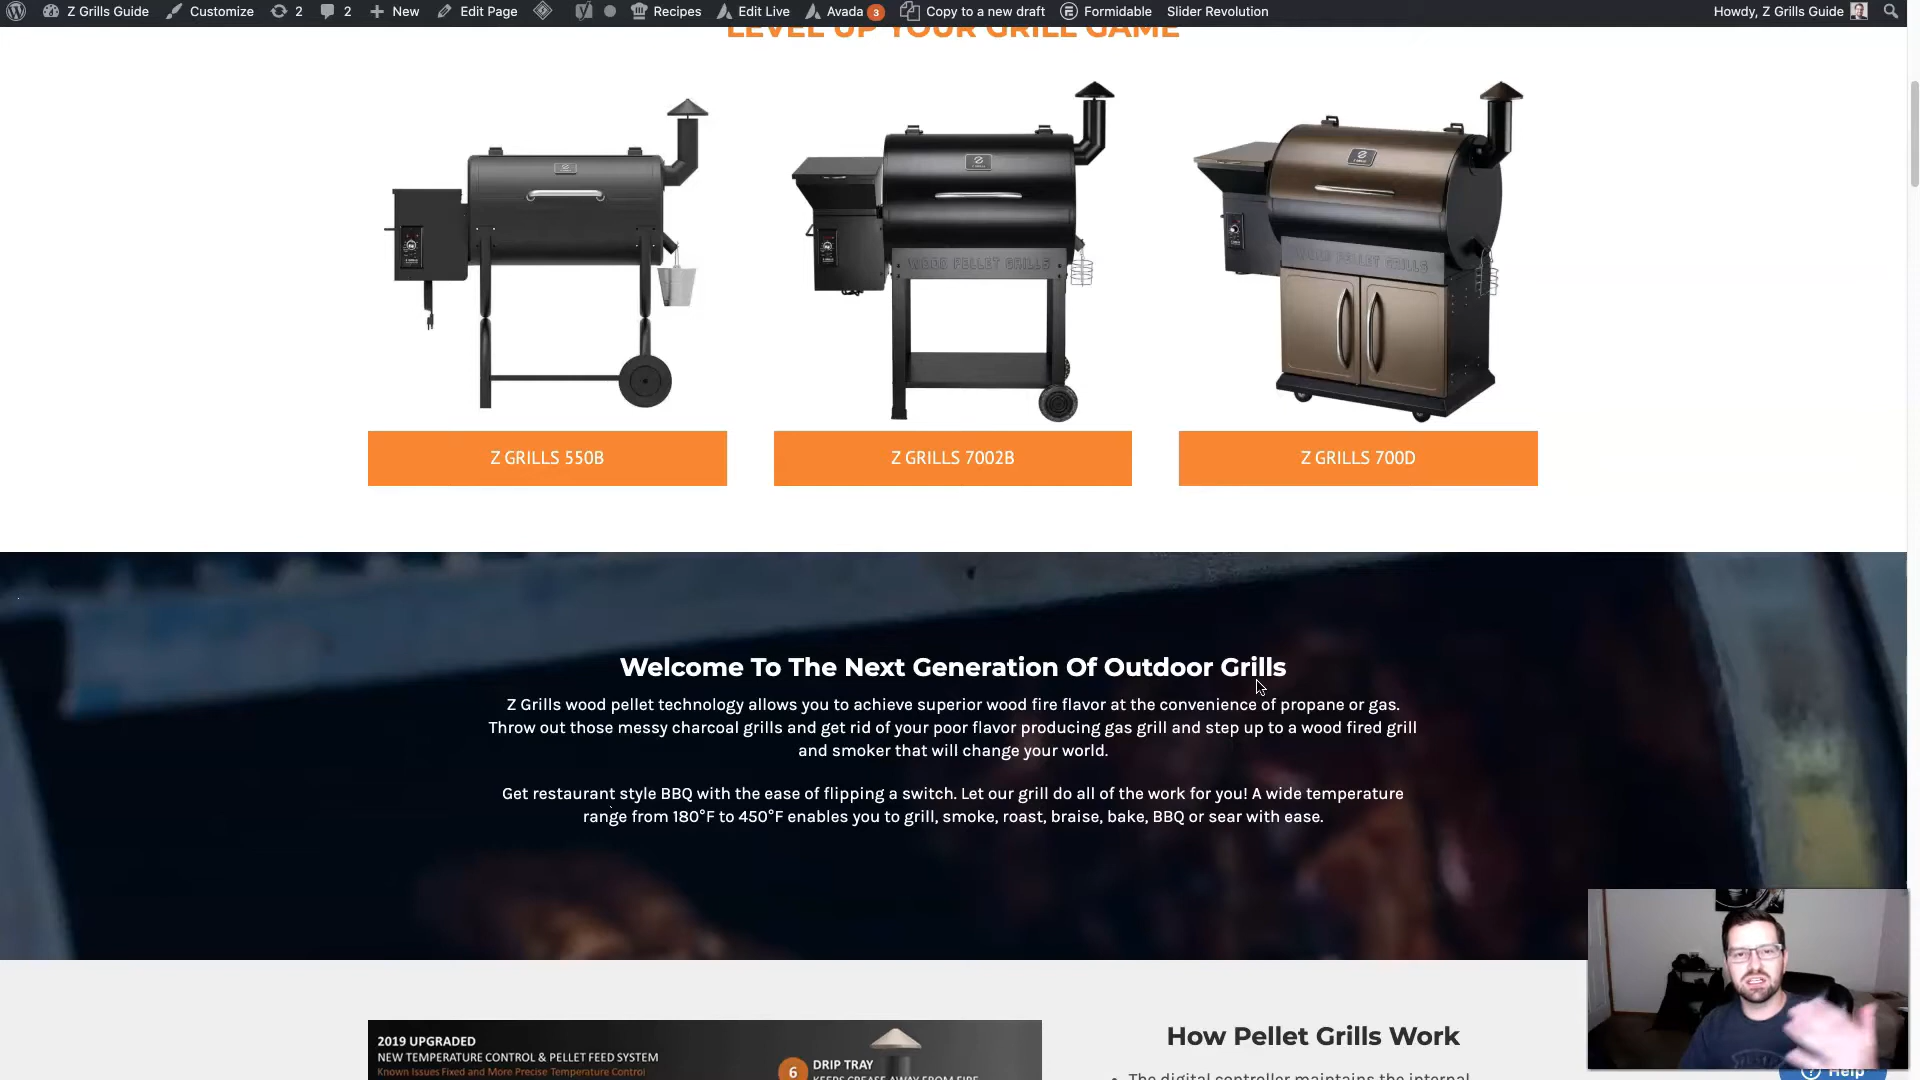 Z Grills Guide Customize 2 2 New Edit Page Recipes Edit Live Avada 3 Copy to a new draft Formidable Slider Revolution Howdy, Z Grills Guide
LEVEL UP YOUR GRILL GAME
WOOD PELLET GRILLS
WOOD PELLET GRILLS
Z GRILLS 550B
Z GRILLS 7002B
Z GRILLS 700D
Welcome To The Next Generation Of Outdoor Grills
Z Grills wood pellet technology allows you to achieve superior wood fire flavor at the convenience of propane or gas.
Throw out those messy charcoal grills and get rid of your poor flavor producing gas grill and step up to a wood fired grill
and smoker that will change your world.
Get restaurant style BBQ with the ease of flipping a switch. Let our grill do all of the work for you! A wide temperature
range from 180°F to 450°F enables you to grill, smoke, roast, braise, bake, BBQ or sear with ease.
2019 UPGRADED
NEW TEMPERATURE CONTROL & PELLET FEED SYSTEM
Known Issues Fixed and More Precise Temperature Control
6 DRIP TRAY
KEEPS GREASE AWAY FROM FIRE
How Pellet Grills Work
• The digital controller maintains the internal
Help